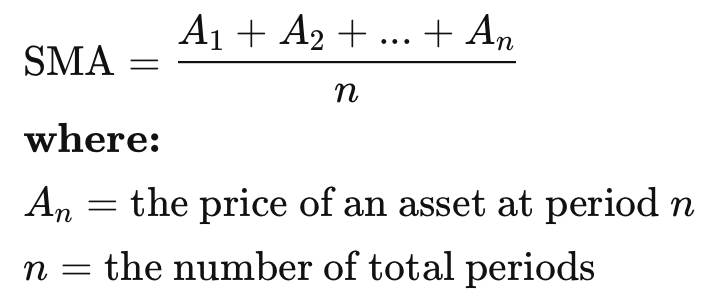 SMA = A₁ + A₂ + ... + Aₙ / n
where:
Aₙ = the price of an asset at period n
n = the number of total periods